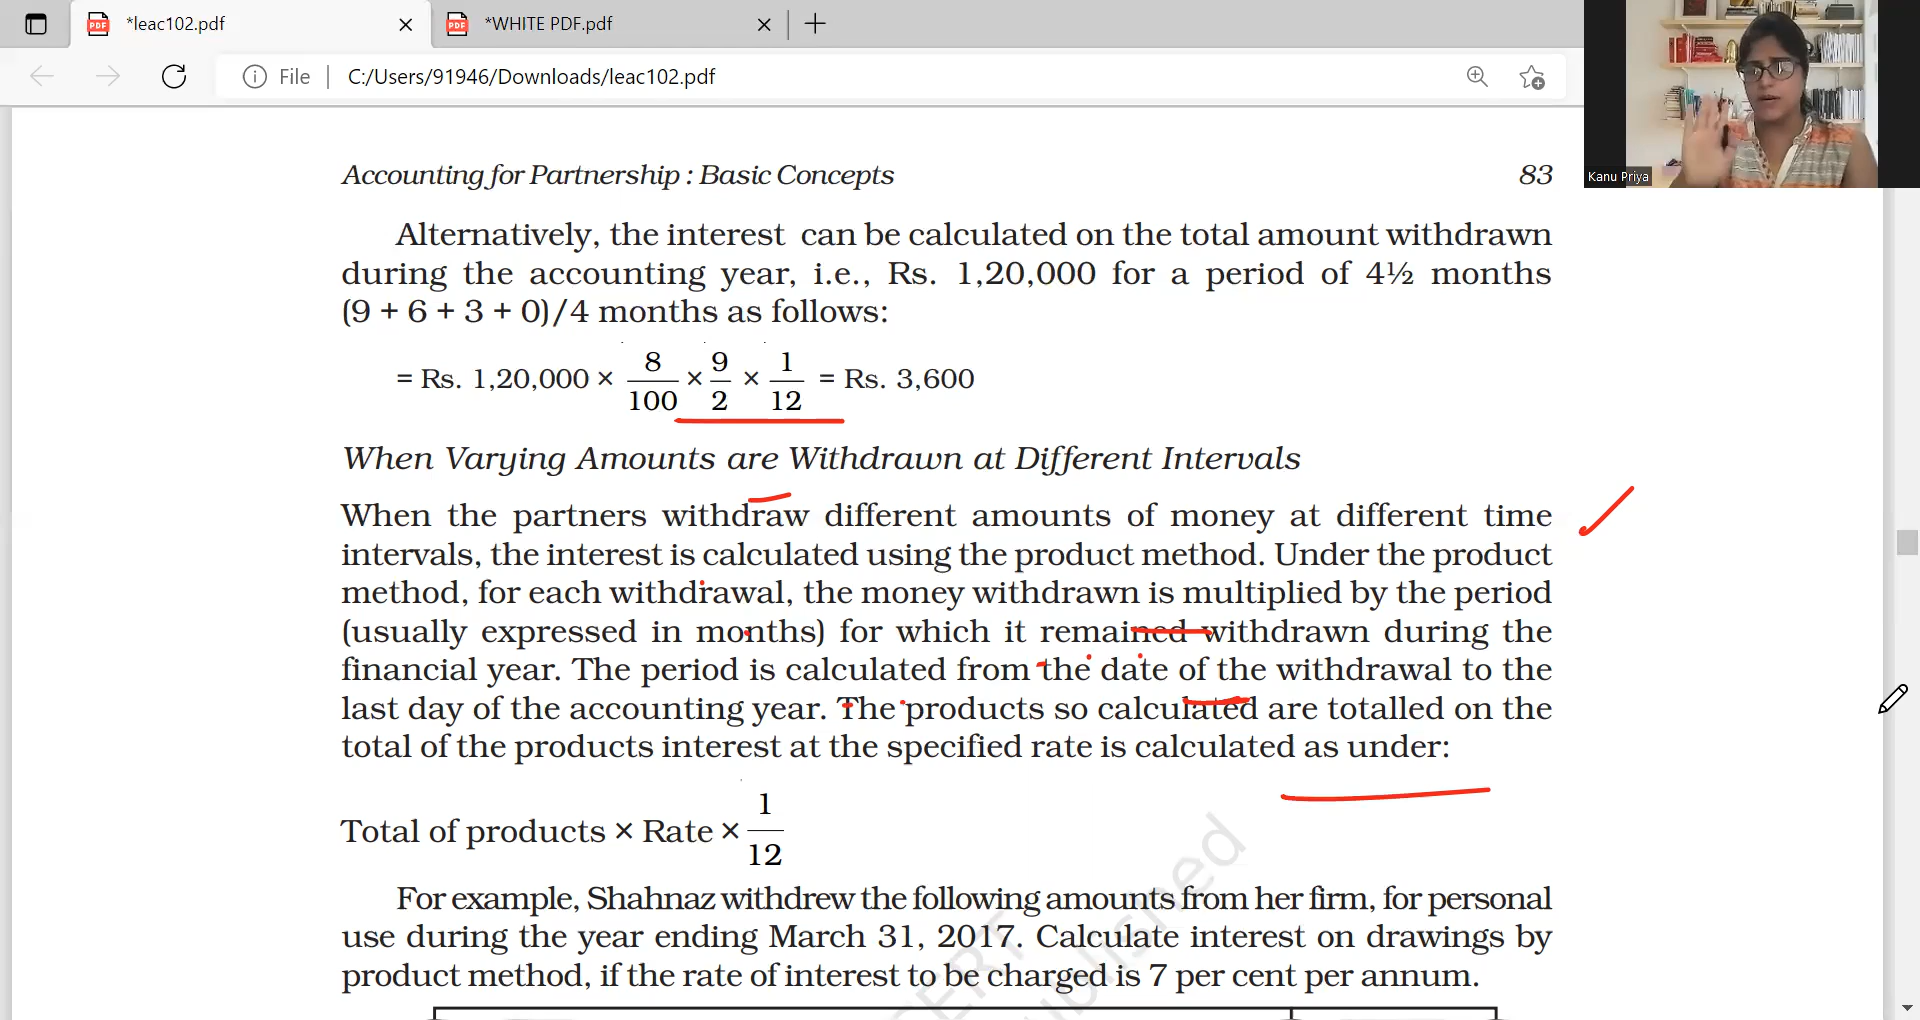 *leac102.pdf
*WHITE PDF.pdf
File
C:/Users/91946/Downloads/leac102.pdf
Kanu Priya
Accounting for Partnership : Basic Concepts 83
Alternatively, the interest can be calculated on the total amount withdrawn
during the accounting year, i.e., Rs. 1,20,000 for a period of 4½ months
(9 + 6 + 3 + 0)/4 months as follows:
= Rs. 1,20,000 × 8/100 × 9/2 × 1/12 = Rs. 3,600
When Varying Amounts are Withdrawn at Different Intervals
When the partners withdraw different amounts of money at different time
intervals, the interest is calculated using the product method. Under the product
method, for each withdrawal, the money withdrawn is multiplied by the period
(usually expressed in months) for which it remained withdrawn during the
financial year. The period is calculated from the date of the withdrawal to the
last day of the accounting year. The products so calculated are totalled on the
total of the products interest at the specified rate is calculated as under:
Total of products × Rate × 1/12
For example, Shahnaz withdrew the following amounts from her firm, for personal
use during the year ending March 31, 2017. Calculate interest on drawings by
product method, if the rate of interest to be charged is 7 per cent per annum.